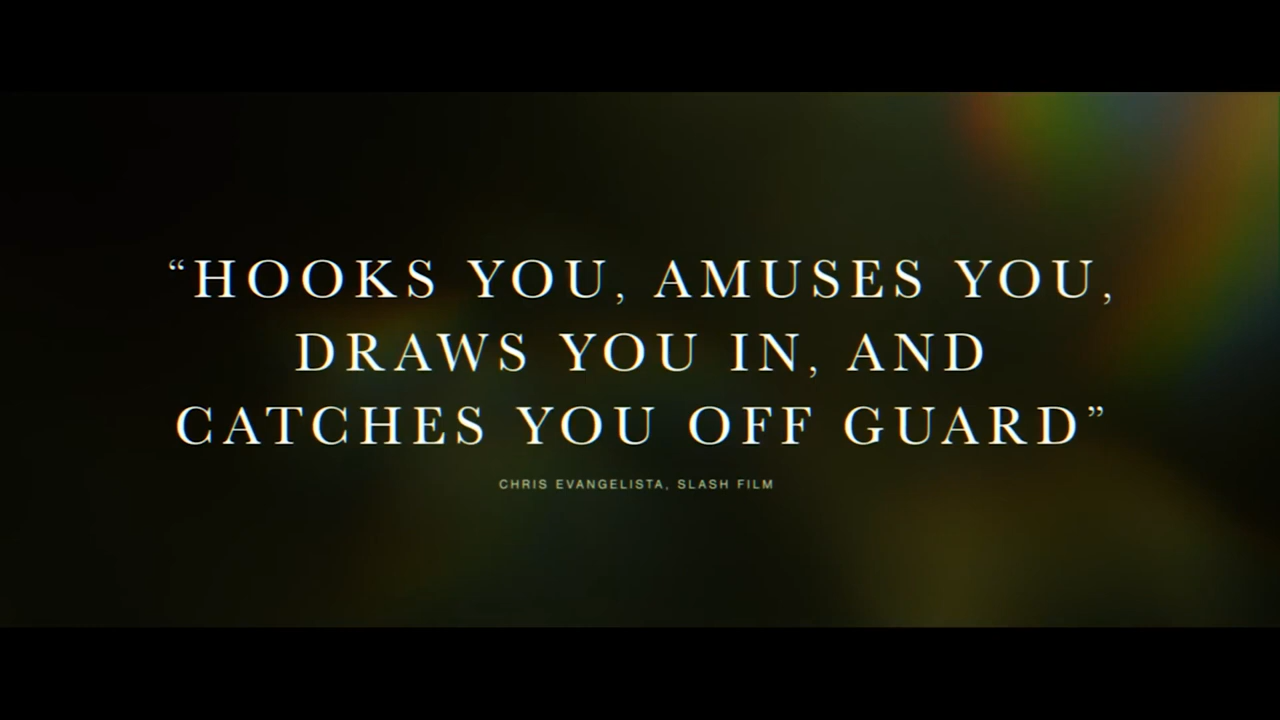 “HOOKS YOU, AMUSES YOU,
DRAWS YOU IN, AND
CATCHES YOU OFF GUARD”
CHRIS EVANGELISTA, SLASH FILM